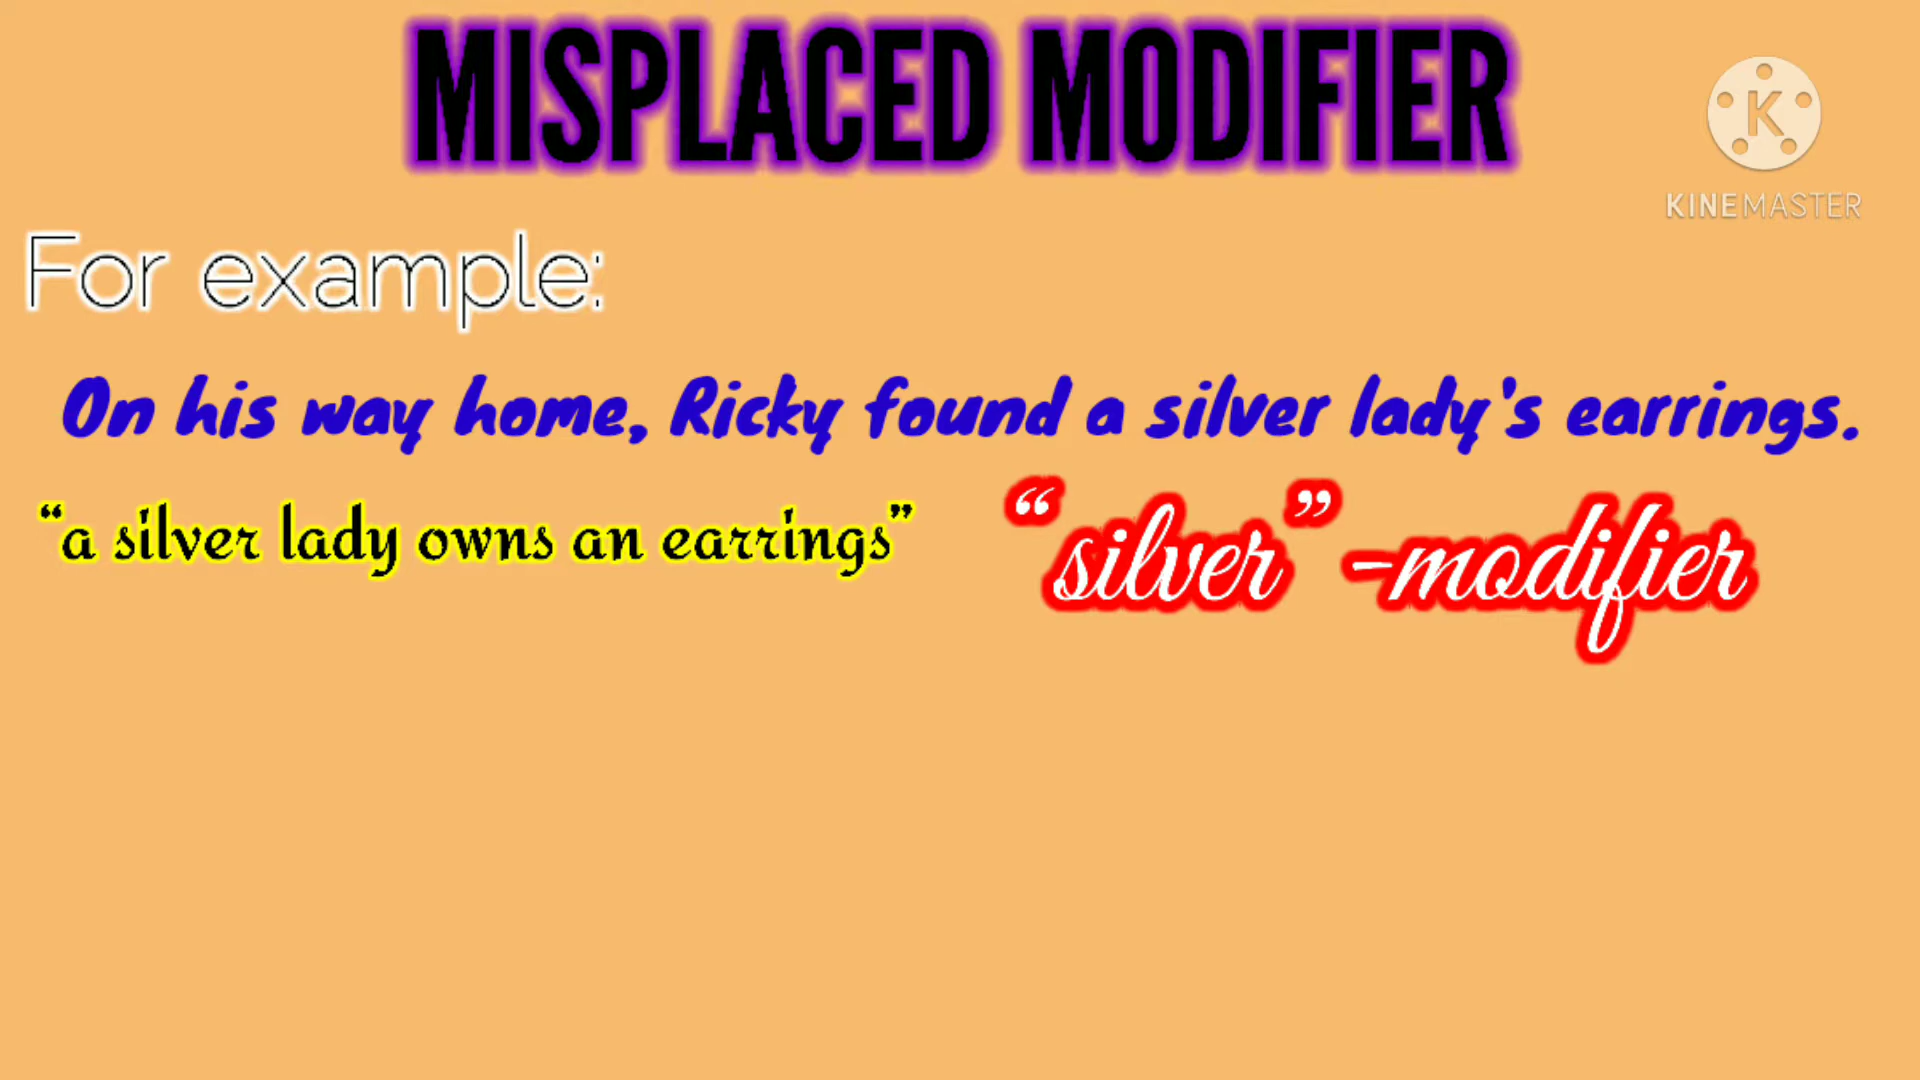 MISPLACED MODIFIER
K
KINEMASTER
For example:
On his way home, Ricky found a silver lady's earrings.
“a silver lady owns an earrings”
“silver” -modifier